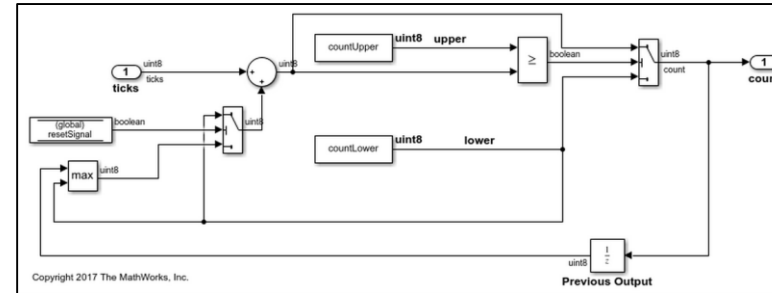 uint8
ticks
1
ticks
uint8
countUpper
uint8 upper
≥
boolean
uint8
count
1
(global)
resetSignal
boolean
uint8
countLower
uint8 lower
max
uint8
1
z
uint8
Previous Output
Copyright 2017 The MathWorks, Inc.